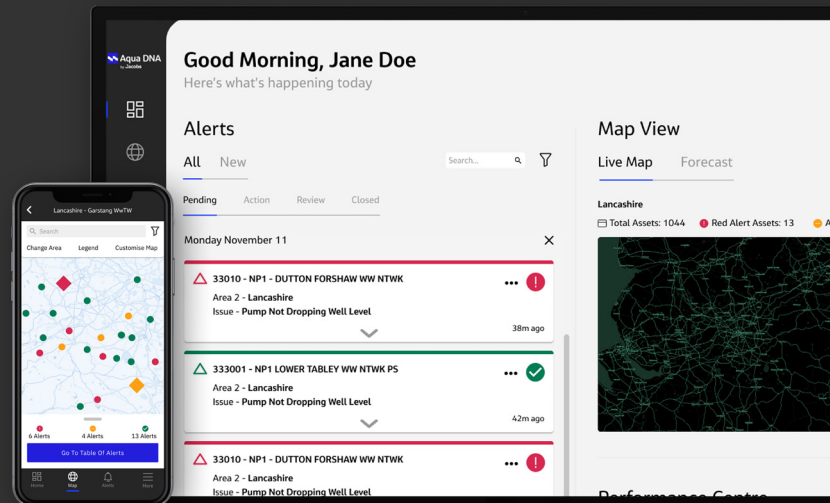 Aqua DNA
by Jacobs
Good Morning, Jane Doe
Here's what's happening today
Alerts
All New
Search...
Pending Action Review Closed
Monday November 11
33010 - NP1 - DUTTON FORSHAW WW NTWK
Area 2 - Lancashire
Issue - Pump Not Dropping Well Level
38m ago
333001 - NP1 LOWER TABLEY WW NTWK PS
Area 2 - Lancashire
Issue - Pump Not Dropping Well Level
42m ago
33010 - NP1 - DUTTON FORSHAW WW NTWK
Area 2 - Lancashire
Issue - Pump Not Dropping Well Level
Map View
Live Map Forecast
Lancashire
Total Assets: 1044 Red Alert Assets: 13 A
Performance Centre
Lancashire - Garstang WwTW
Search
Change Area Legend Customise Map
6 Alerts 4 Alerts 13 Alerts
Go To Table Of Alerts
Home Map Alerts More